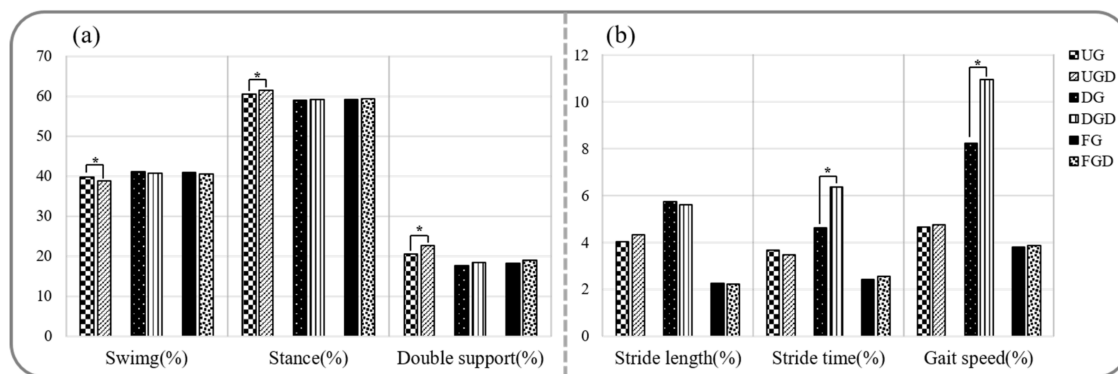 (a)
70
60
50
40
30
20
10
0
*
*
*
Swimg(%) Stance(%) Double support(%)
(b)
12
10
8
6
4
2
0
*
*
Stride length(%) Stride time(%) Gait speed(%)
UG
UGD
DG
DGD
FG
FGD